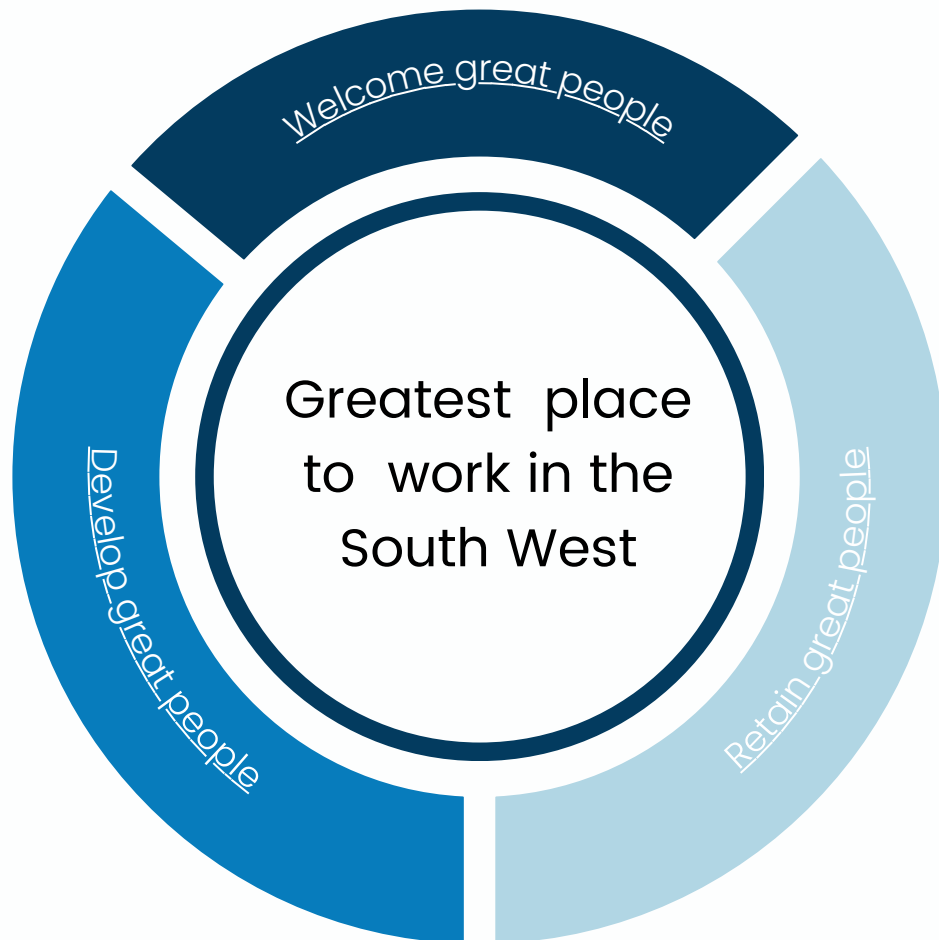 Welcome great people
Greatest place
to work in the
South West
Develop great people
Retain great people